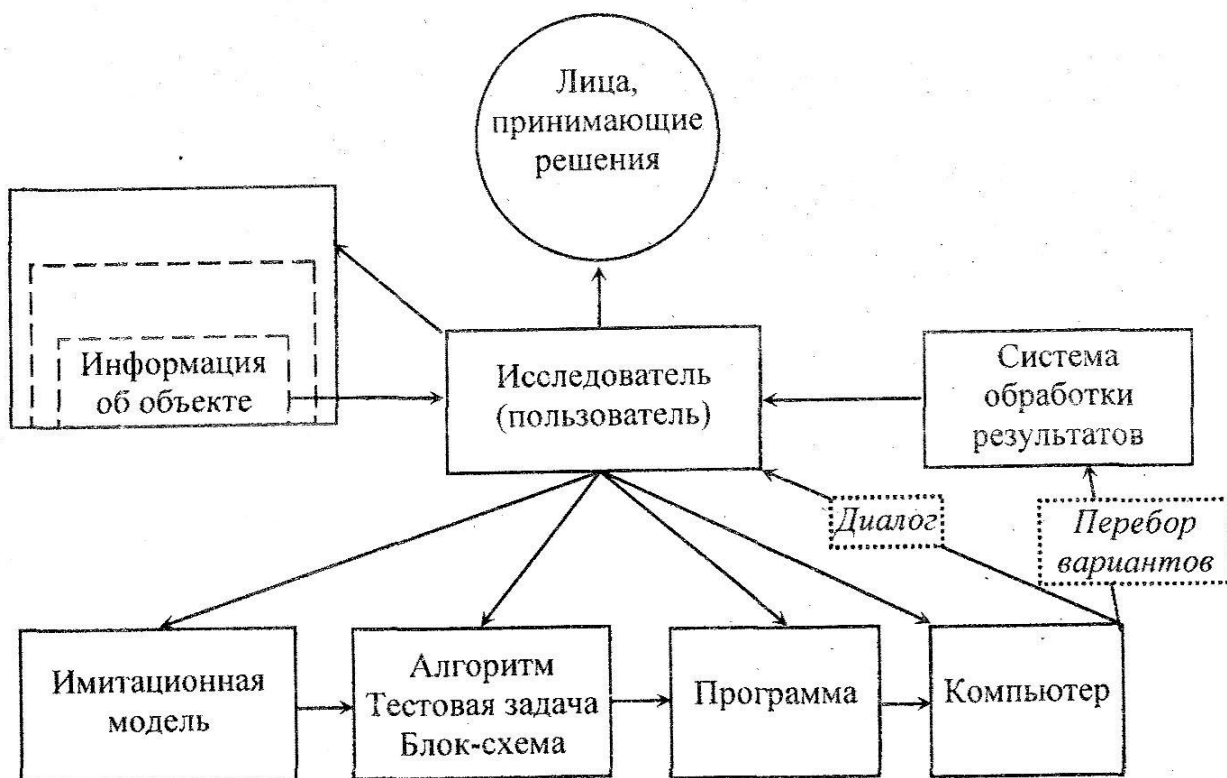 Лица,
принимающие
решения
Информация
об объекте
Исследователь
(пользователь)
Система
обработки
результатов
Диалог
Перебор
вариантов
Имитационная
модель
Алгоритм
Тестовая задача
Блок-схема
Программа
Компьютер